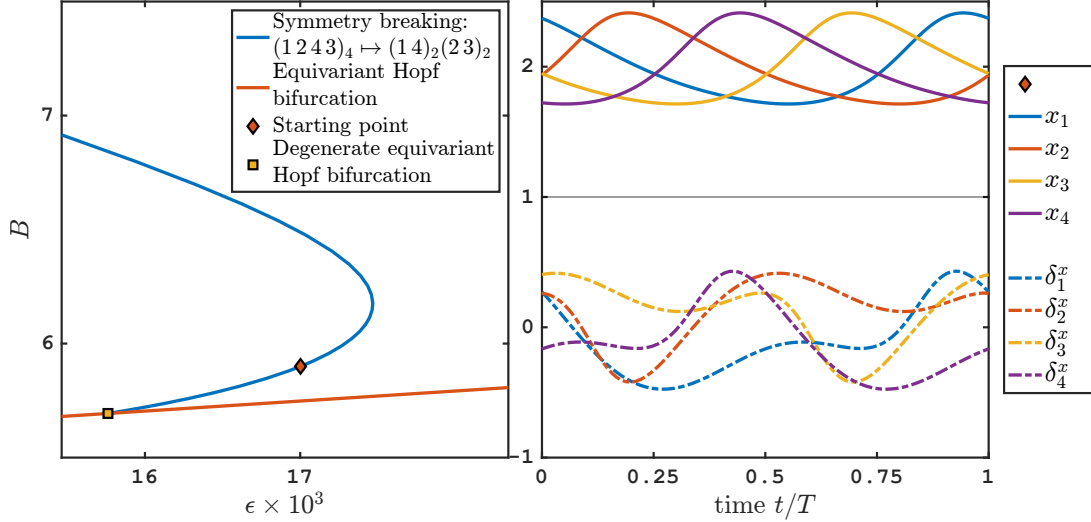 Symmetry breaking:
(1 2 4 3)₄ ↦ (1 4)₂(2 3)₂
Equivariant Hopf
bifurcation
Starting point
Degenerate equivariant
Hopf bifurcation
7
6
B
16
17
ϵ × 10³
2
1
0
−1
0
0.25
0.5
0.75
1
time t/T
x₁
x₂
x₃
x₄
δ₁ˣ
δ₂ˣ
δ₃ˣ
δ₄ˣ